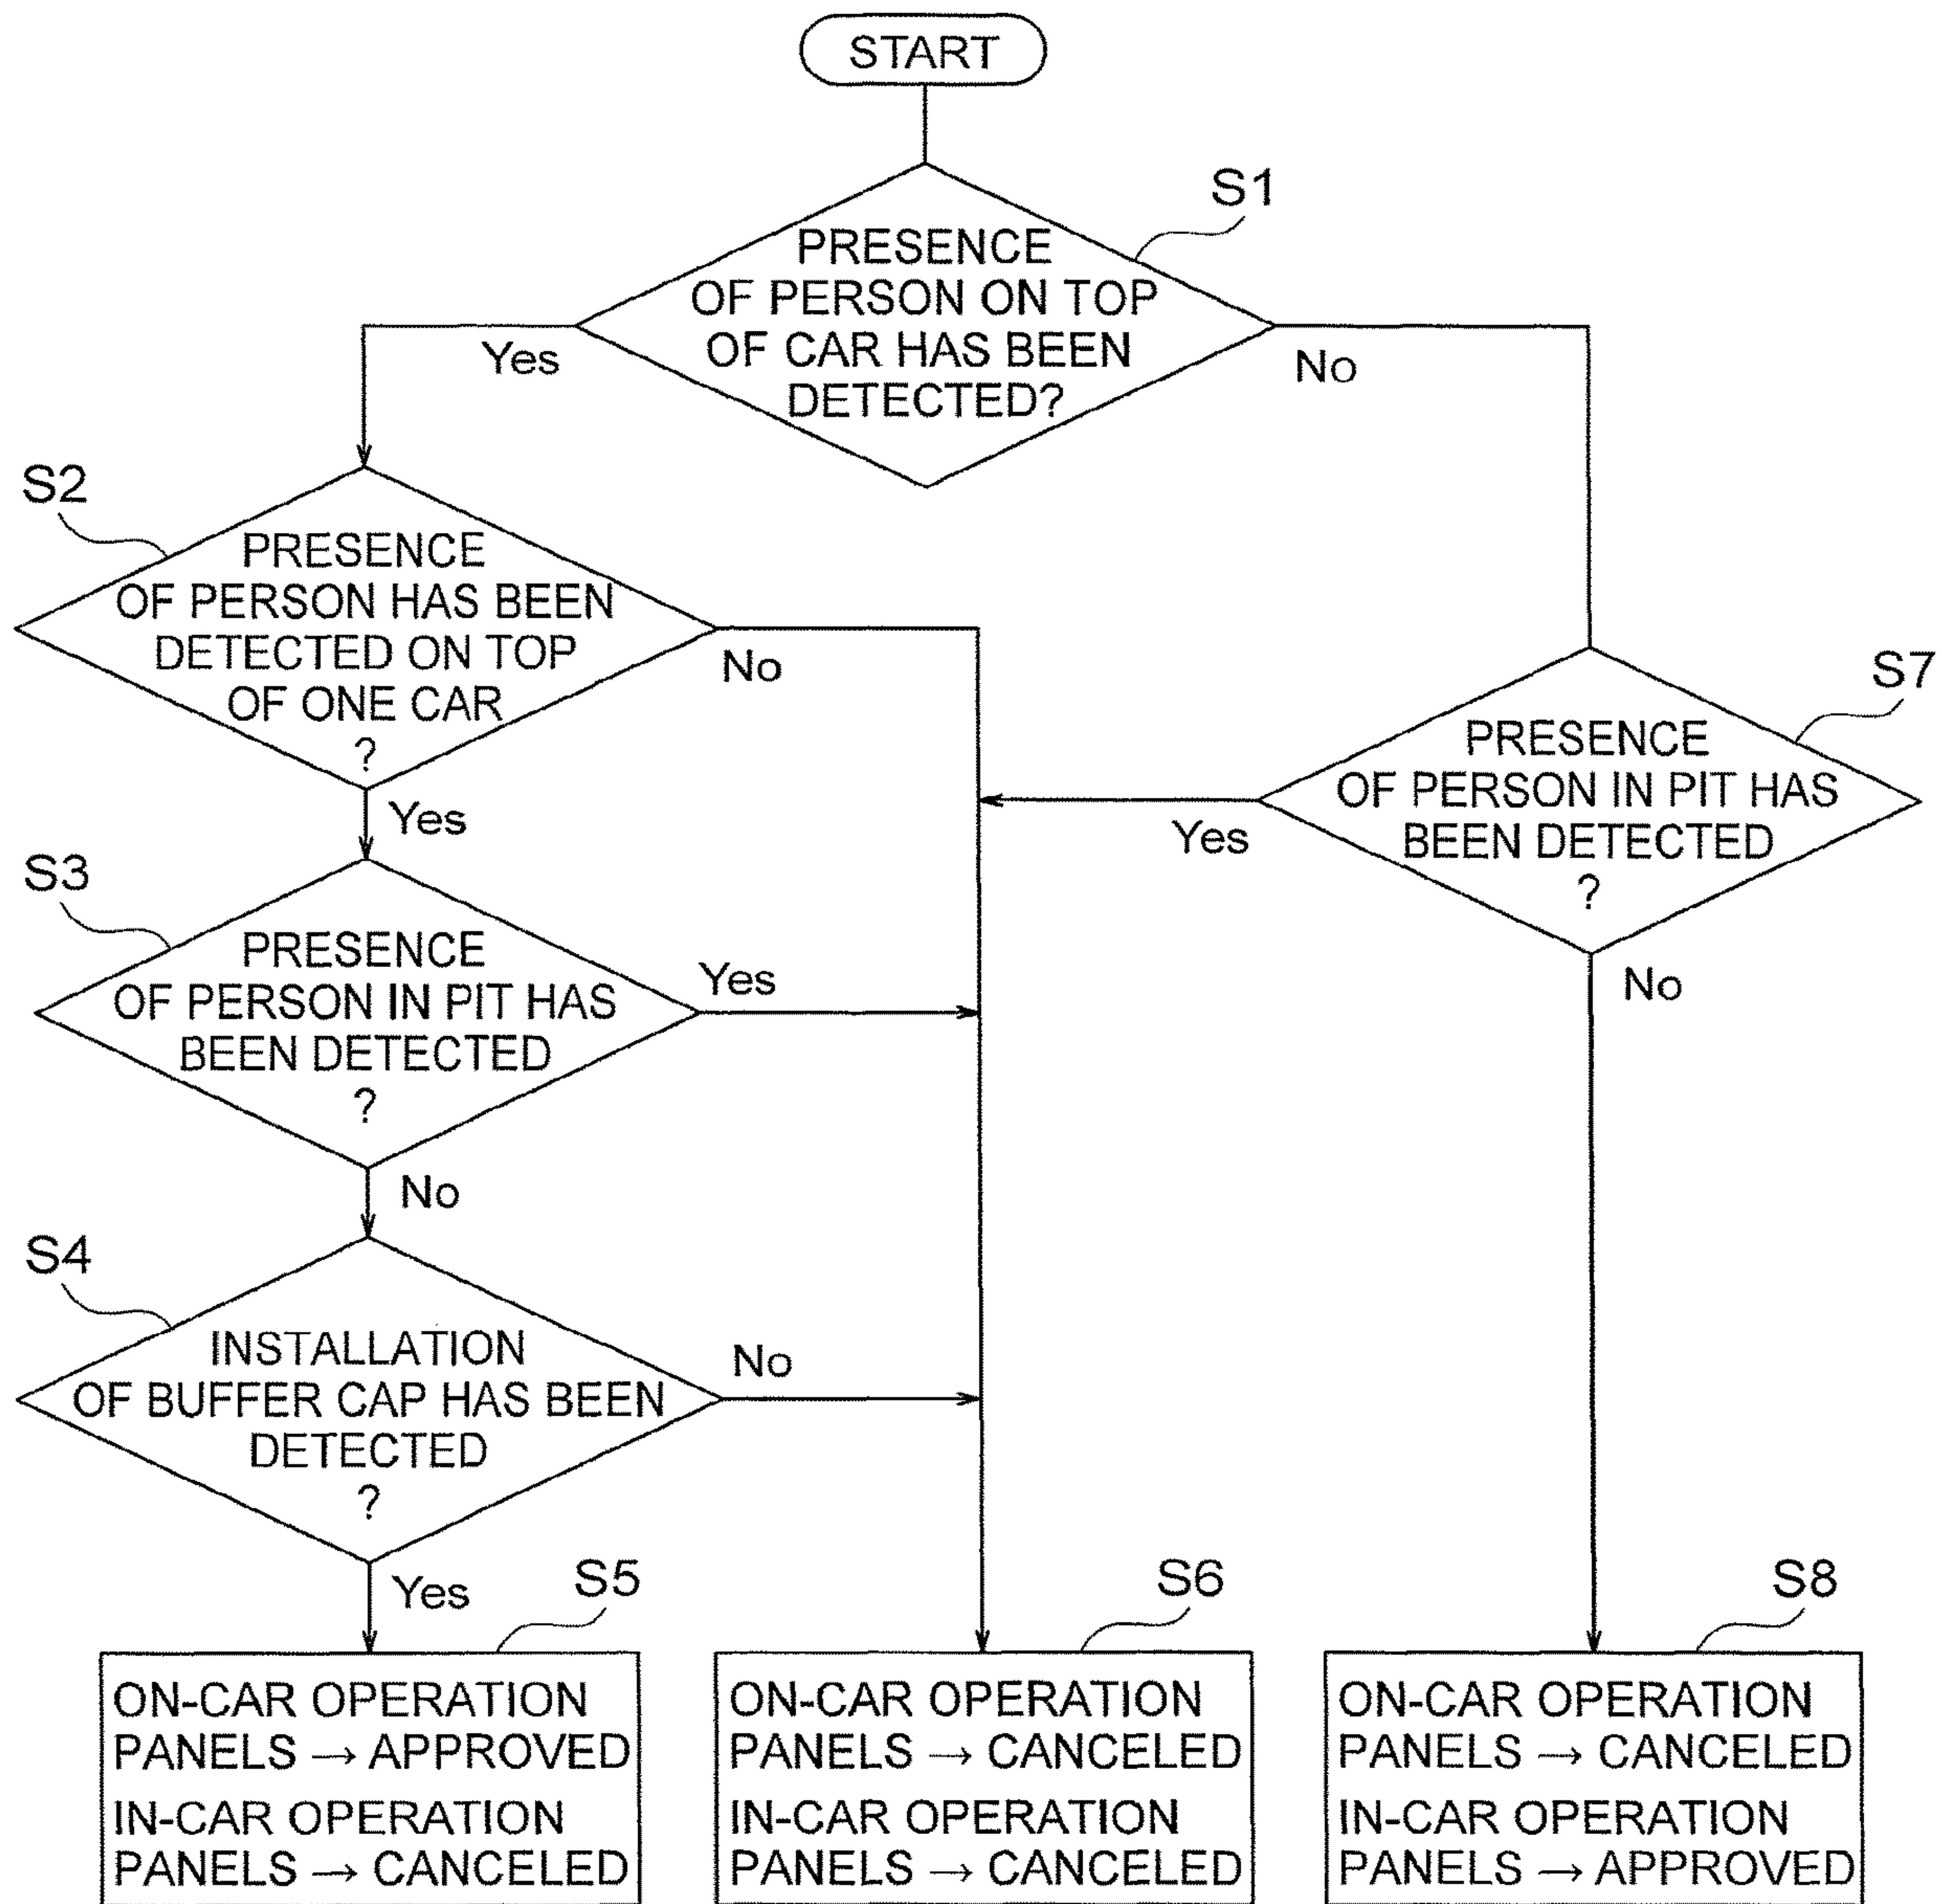 START
S1
PRESENCE
OF PERSON ON TOP
OF CAR HAS BEEN
DETECTED?
Yes
No
S2
PRESENCE
OF PERSON HAS BEEN
DETECTED ON TOP
OF ONE CAR
?
No
Yes
S7
PRESENCE
OF PERSON IN PIT HAS
BEEN DETECTED
?
Yes
No
S3
PRESENCE
OF PERSON IN PIT HAS
BEEN DETECTED
?
Yes
No
S4
INSTALLATION
OF BUFFER CAP HAS BEEN
DETECTED
?
No
Yes
S5
ON-CAR OPERATION
PANELS → APPROVED
IN-CAR OPERATION
PANELS → CANCELED
S6
ON-CAR OPERATION
PANELS → CANCELED
IN-CAR OPERATION
PANELS → CANCELED
S8
ON-CAR OPERATION
PANELS → CANCELED
IN-CAR OPERATION
PANELS → APPROVED